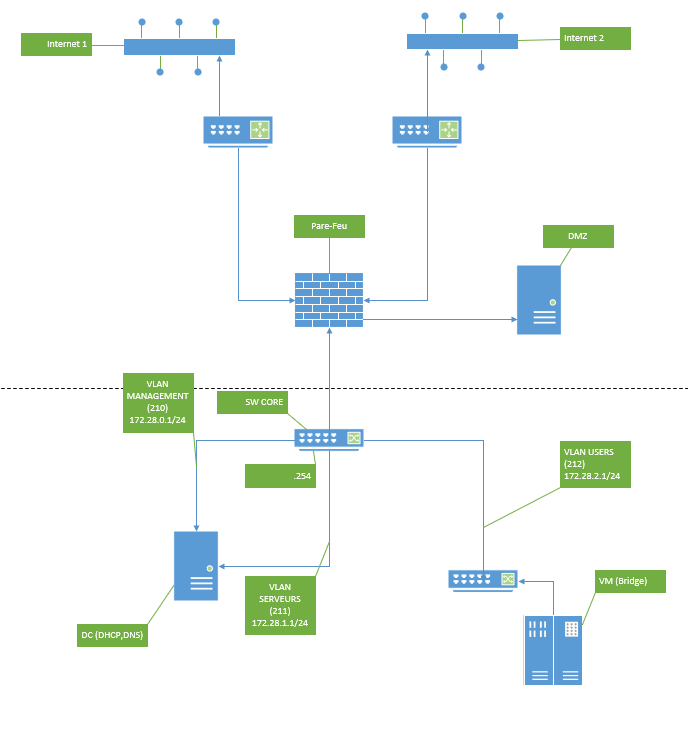 Internet 1
Internet 2
Pare-Feu
DMZ
VLAN
MANAGEMENT
(210)
172.28.0.1/24
SW CORE
.254
VLAN USERS
(212)
172.28.2.1/24
VLAN
SERVEURS
(211)
172.28.1.1/24
VM (Bridge)
DC (DHCP,DNS)